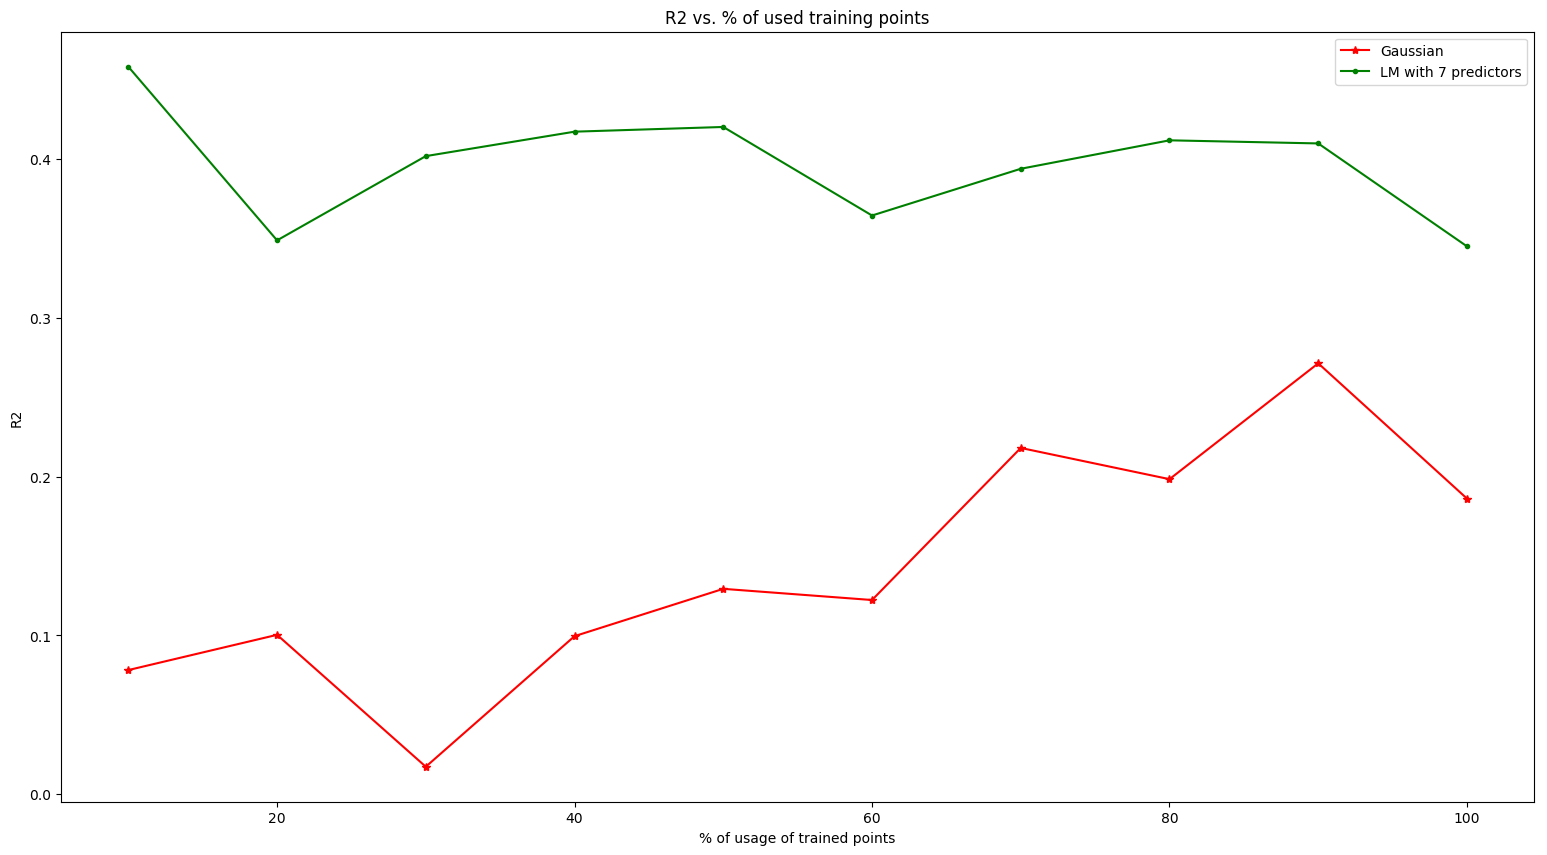 R2 vs. % of used training points
Gaussian
LM with 7 predictors
R2
0.4
0.3
0.2
0.1
0.0
20
40
60
80
100
% of usage of trained points